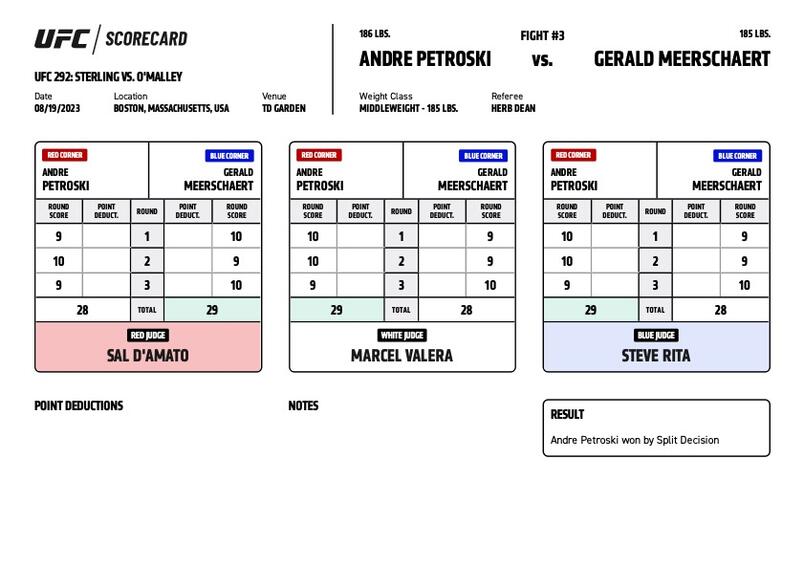 UFC / SCORECARD
UFC 292: STERLING VS. O'MALLEY
Date Location Venue
08/19/2023 BOSTON, MASSACHUSETTS, USA TD GARDEN
186 LBS. FIGHT #3 185 LBS.
ANDRE PETROSKI vs. GERALD MEERSCHAERT
Weight Class Referee
MIDDLEWEIGHT - 185 LBS. HERB DEAN
RED CORNER BLUE CORNER
ANDRE GERALD
PETROSKI MEERSCHAERT
ROUND SCORE POINT DEDUCT. ROUND POINT DEDUCT. ROUND SCORE
9 1 10
10 2 9
9 3 10
28 TOTAL 29
RED JUDGE
SAL D'AMATO
RED CORNER BLUE CORNER
ANDRE GERALD
PETROSKI MEERSCHAERT
ROUND SCORE POINT DEDUCT. ROUND POINT DEDUCT. ROUND SCORE
10 1 9
10 2 9
9 3 10
29 TOTAL 28
WHITE JUDGE
MARCEL VALERA
RED CORNER BLUE CORNER
ANDRE GERALD
PETROSKI MEERSCHAERT
ROUND SCORE POINT DEDUCT. ROUND POINT DEDUCT. ROUND SCORE
10 1 9
10 2 9
9 3 10
29 TOTAL 28
BLUE JUDGE
STEVE RITA
POINT DEDUCTIONS
NOTES
RESULT
Andre Petroski won by Split Decision